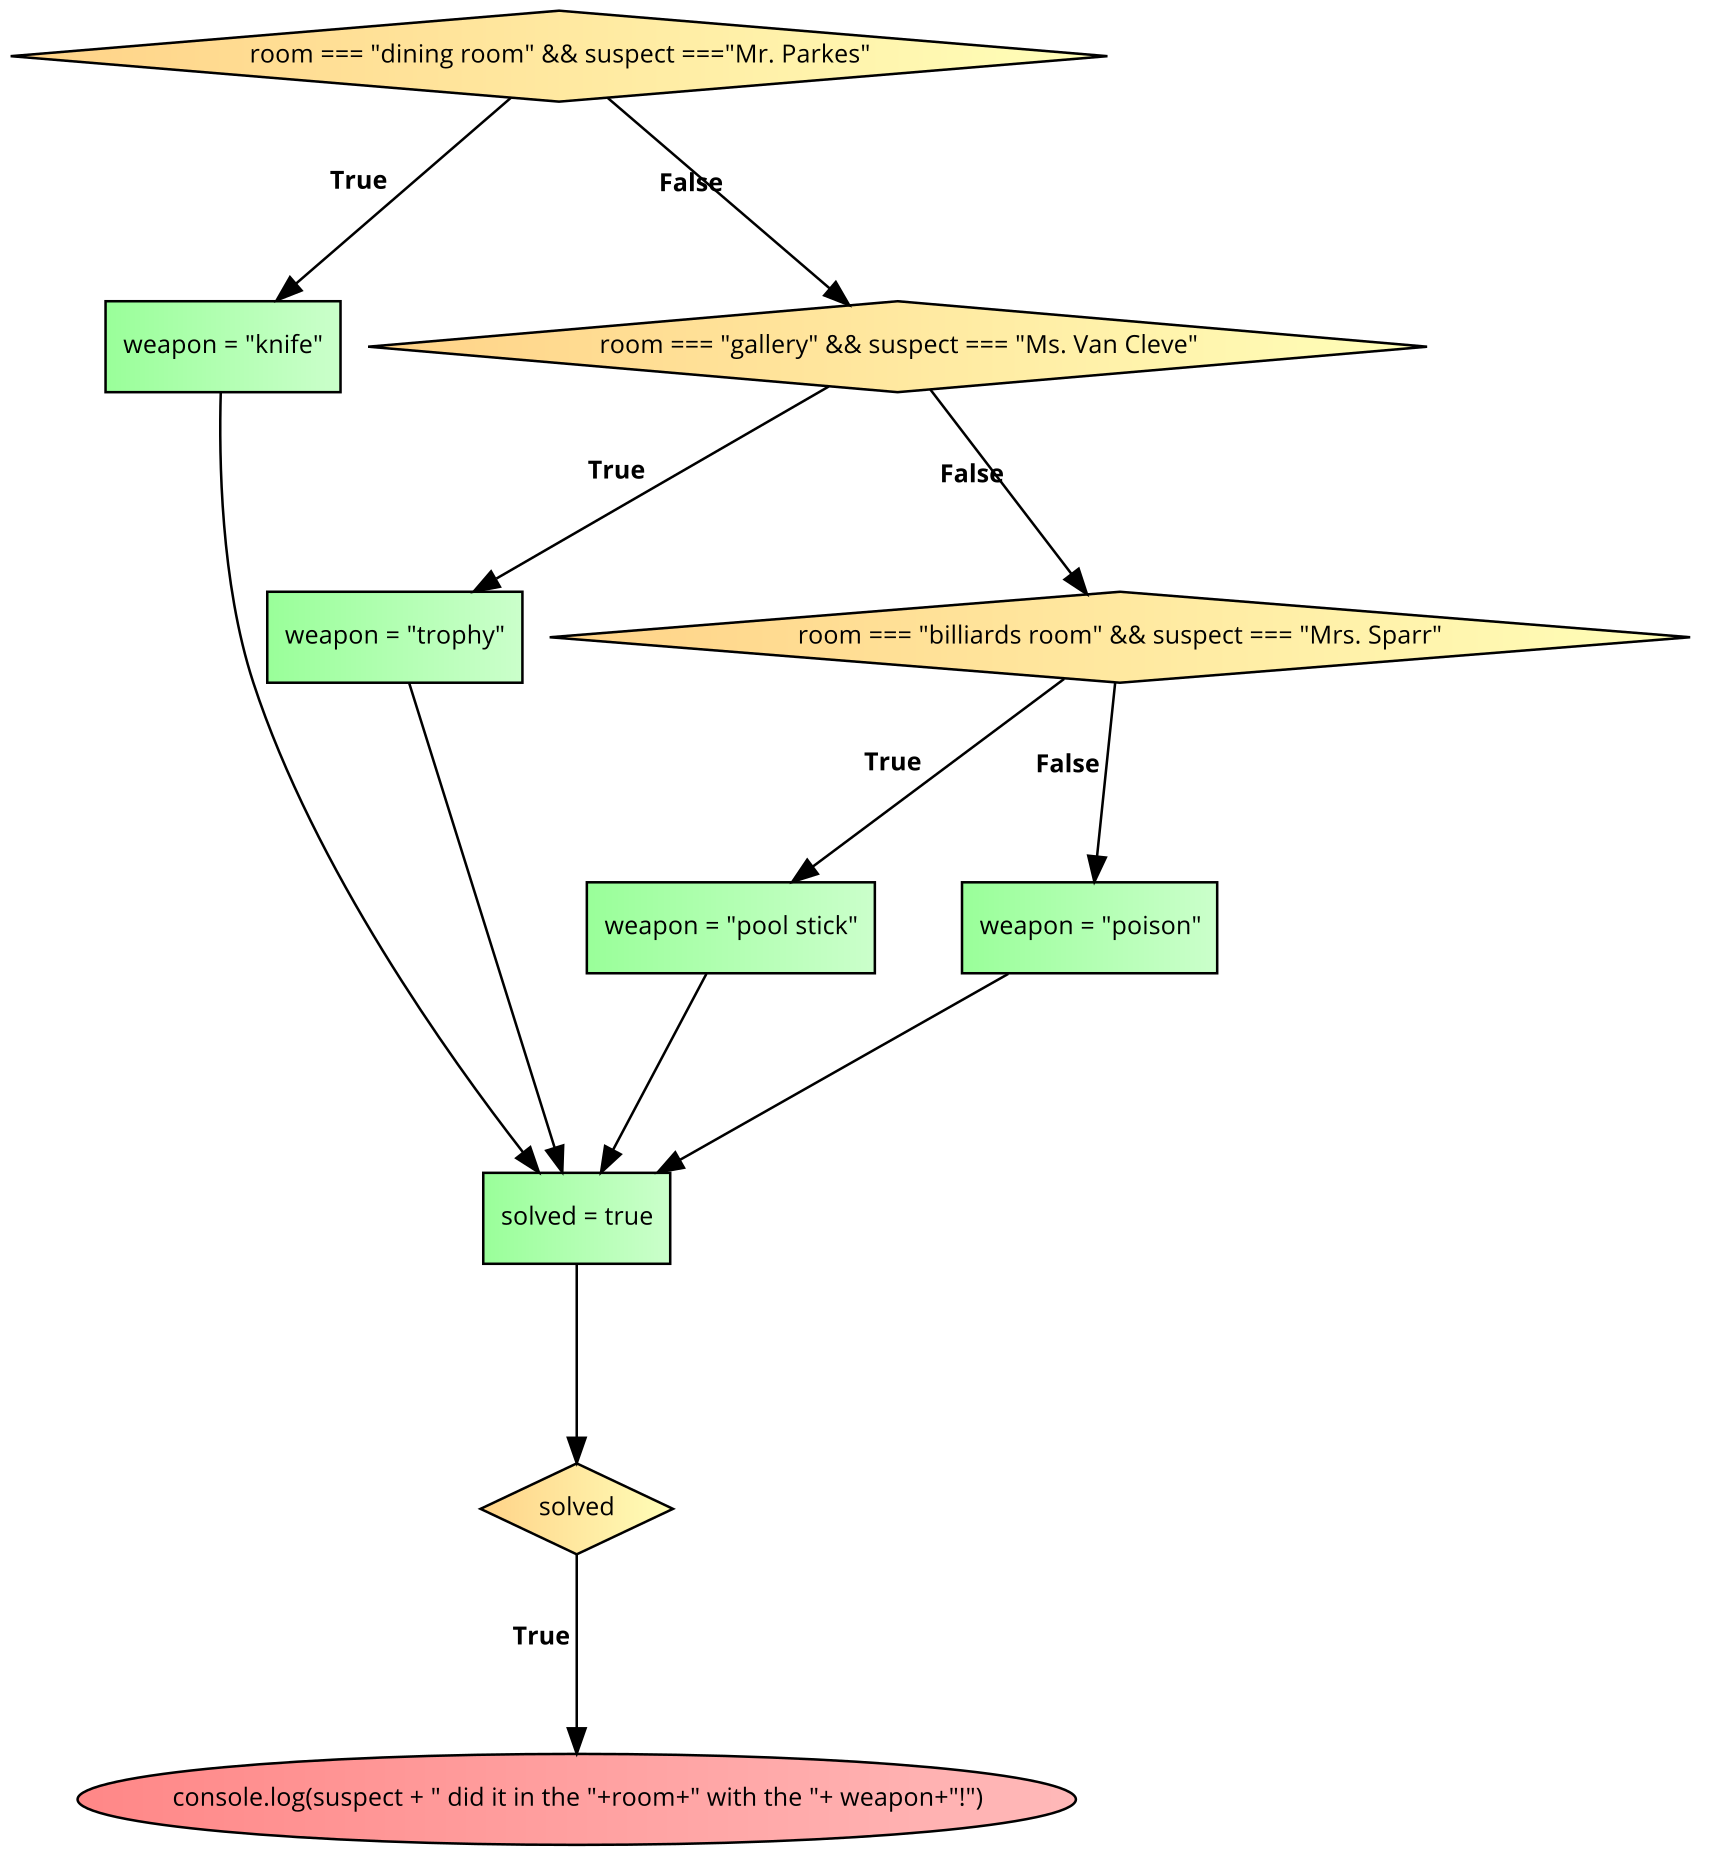 room === "dining room" && suspect ==="Mr. Parkes"
True
False
weapon = "knife"
room === "gallery" && suspect === "Ms. Van Cleve"
True
False
weapon = "trophy"
room === "billiards room" && suspect === "Mrs. Sparr"
True
False
weapon = "pool stick"
weapon = "poison"
solved = true
solved
True
console.log(suspect + " did it in the "+room+" with the "+ weapon+"!")